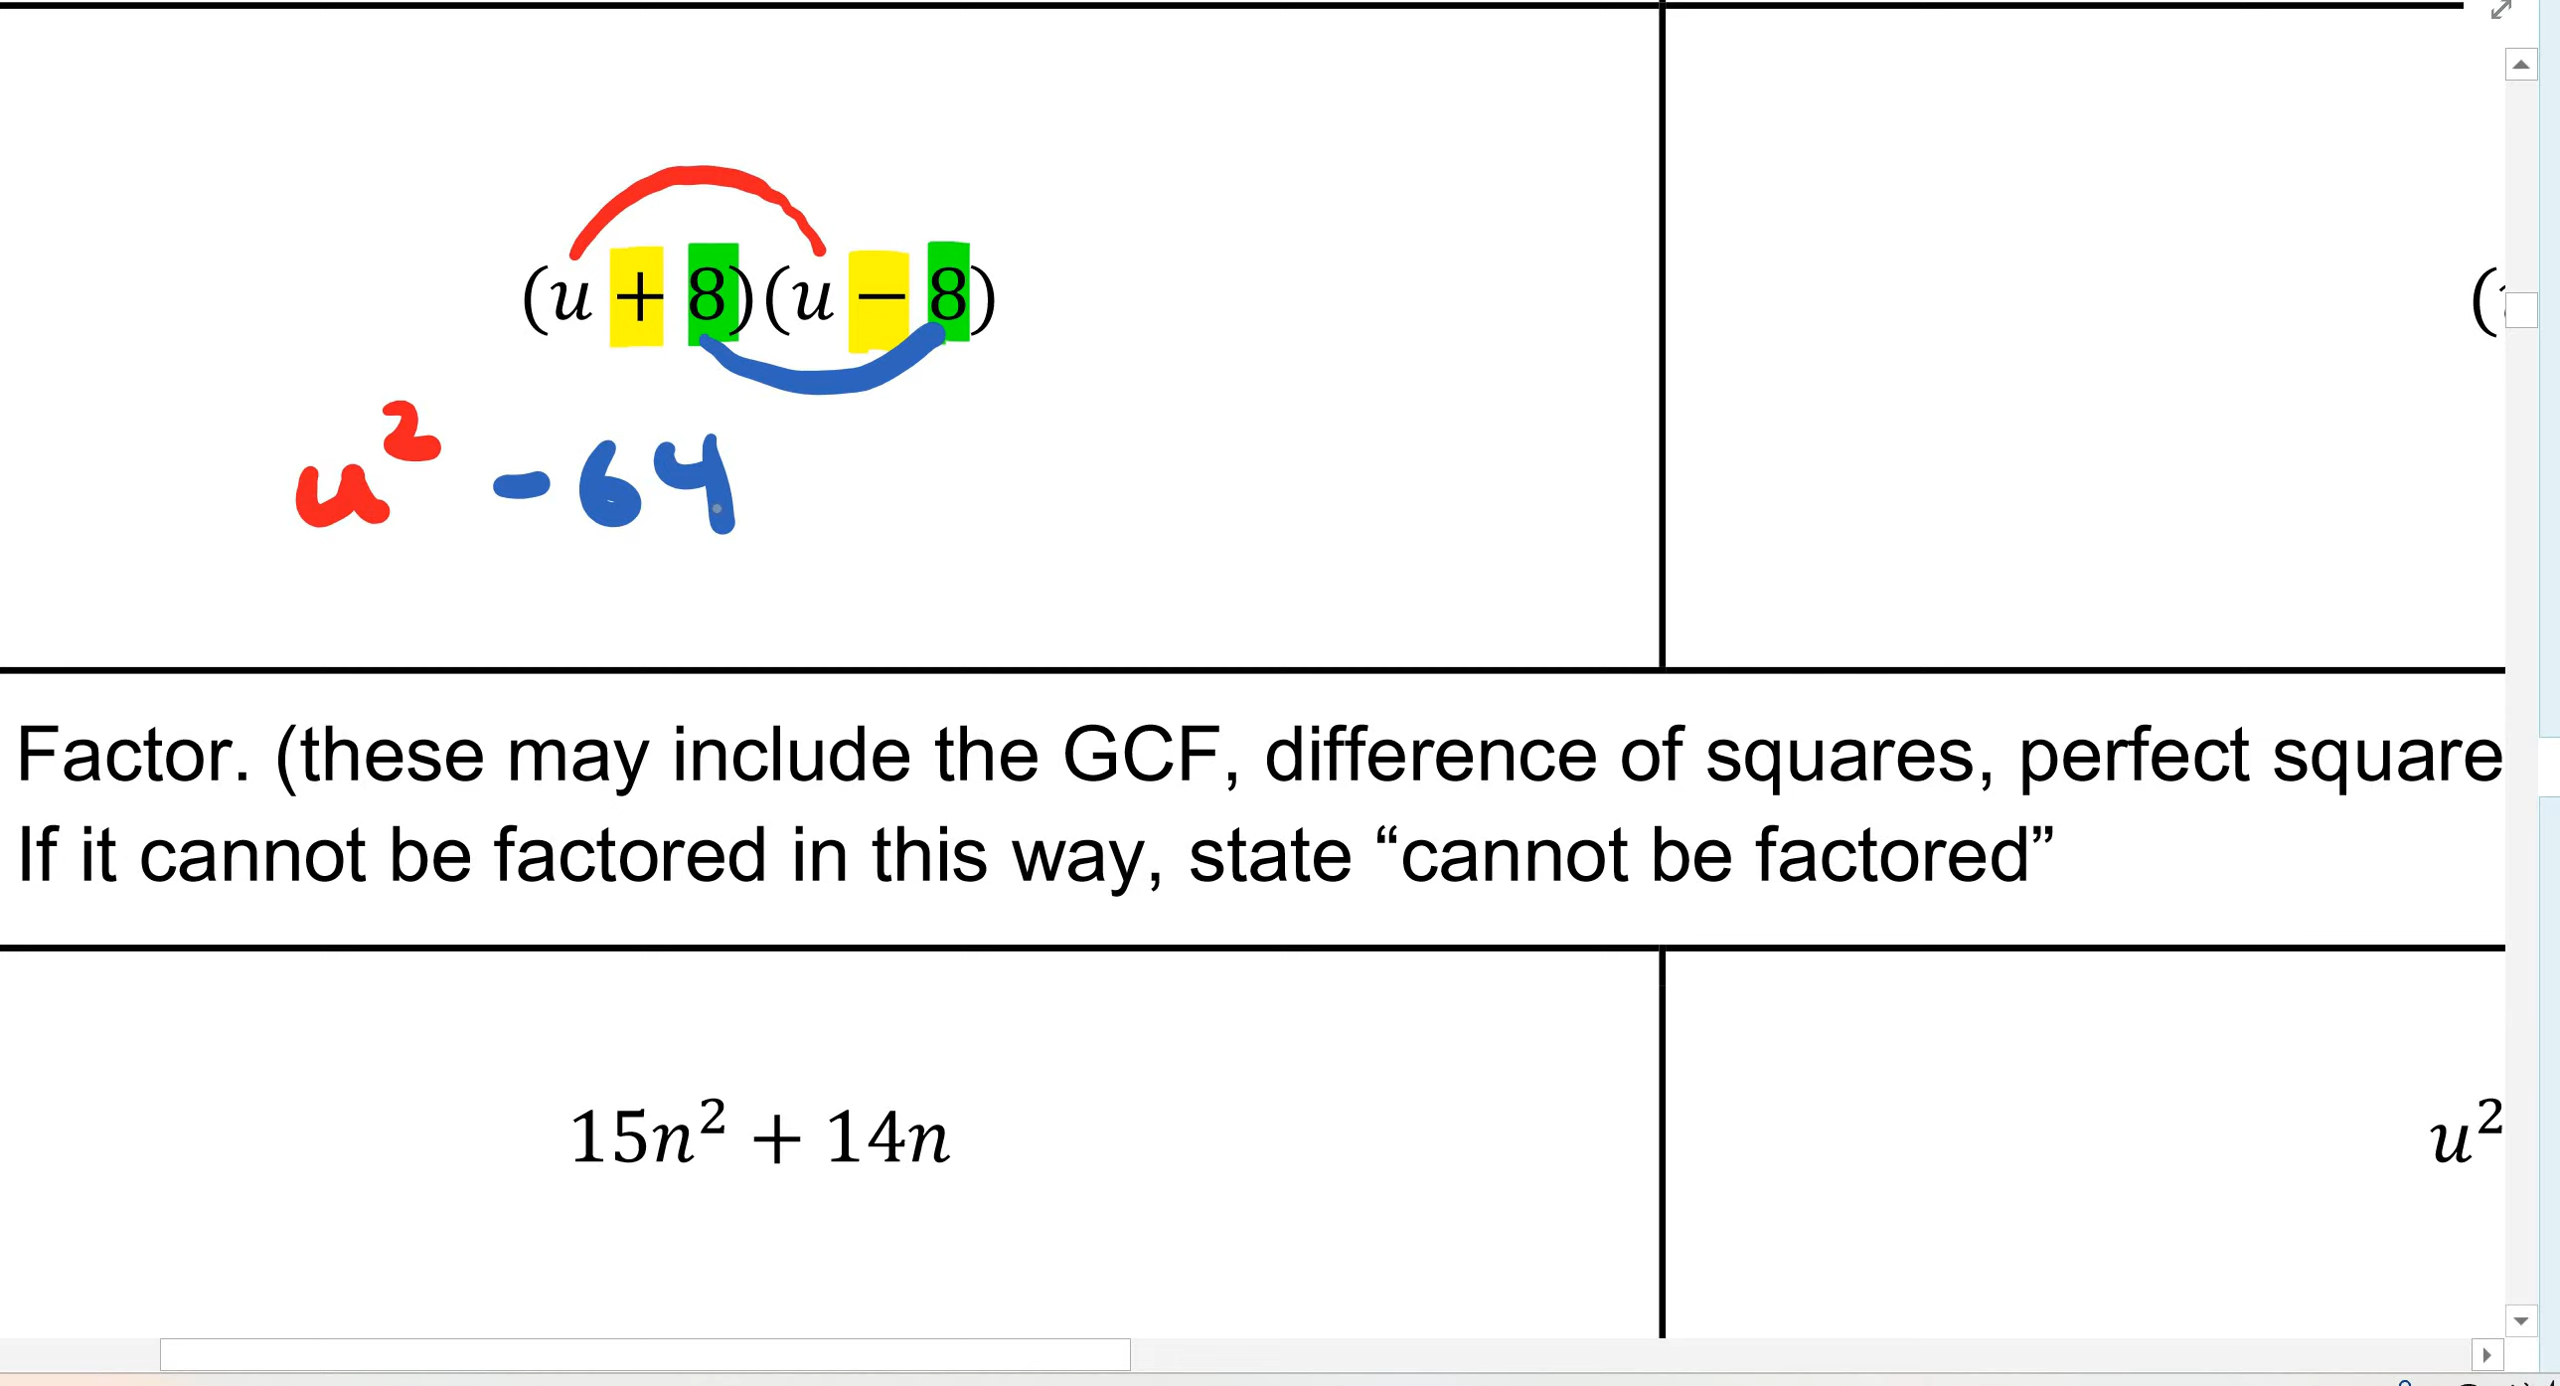 (u + 8)(u − 8)
(
u² - 64
Factor. (these may include the GCF, difference of squares, perfect square
If it cannot be factored in this way, state “cannot be factored”
15n² + 14n
u²